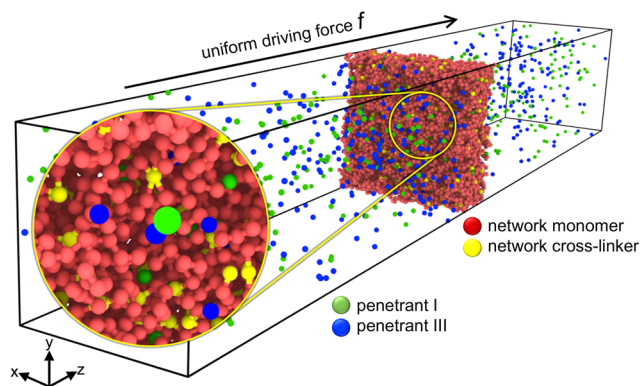 uniform driving force f
network monomer
network cross-linker
penetrant I
penetrant III
y
x
z